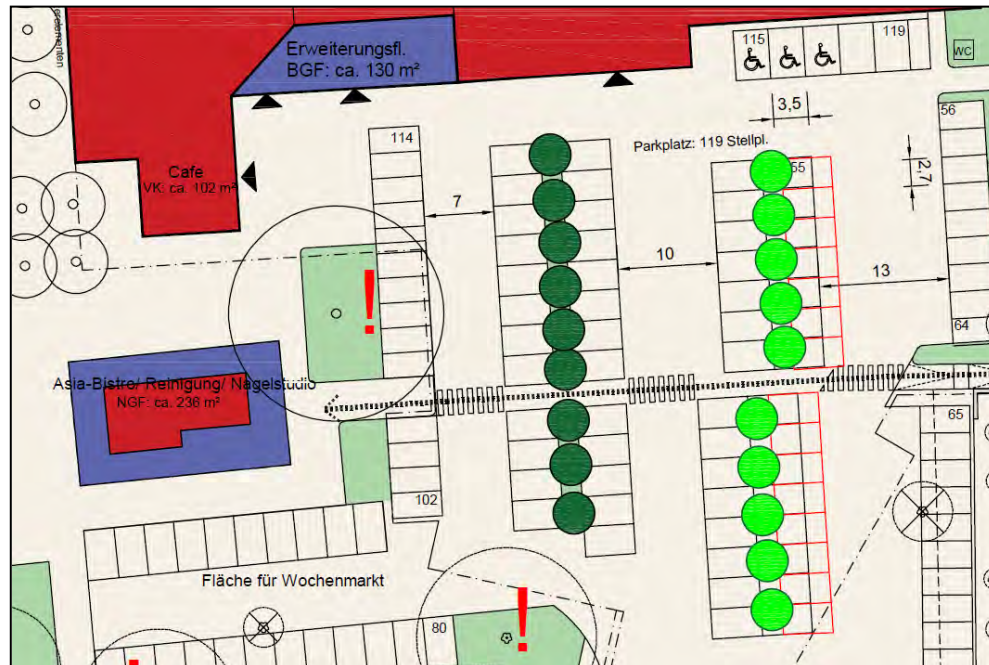 erelementen
Erweiterungsfl.
BGF: ca. 130 m²
115
119
WC
3,5
56
114
Parkplatz: 119 Stellpl.
Cafe
VK: ca. 102 m²
55
2,7
7
10
13
!
64
Asia-Bistro/ Reinigung/ Nagelstudio
NGF: ca. 236 m²
65
102
Fläche für Wochenmarkt
80
!